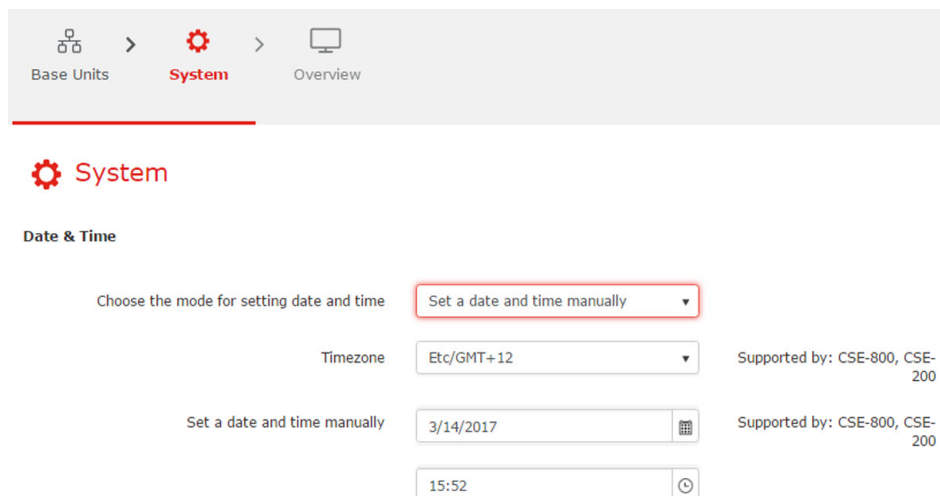 Base Units
System
Overview
System
Date & Time
Choose the mode for setting date and time
Set a date and time manually
Timezone
Etc/GMT+12
Supported by: CSE-800, CSE-
200
Set a date and time manually
3/14/2017
Supported by: CSE-800, CSE-
200
15:52